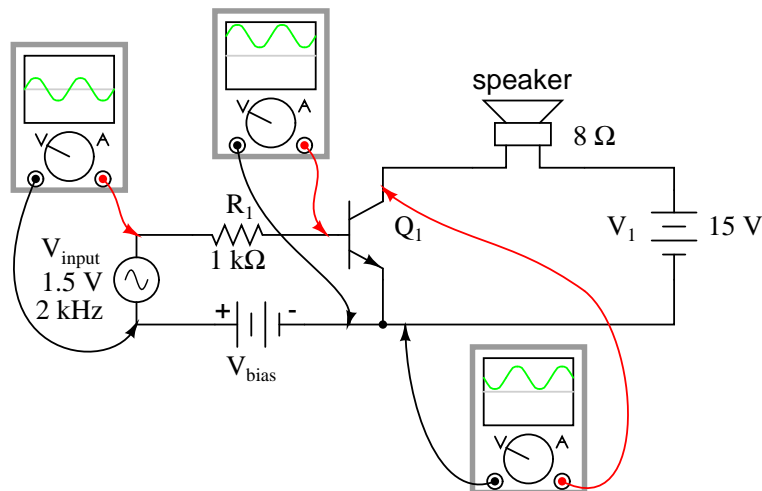 speaker
8 Ω
V A
V A
R1
1 kΩ
Q1
V1 15 V
Vinput
1.5 V
2 kHz
+ -
Vbias
V A